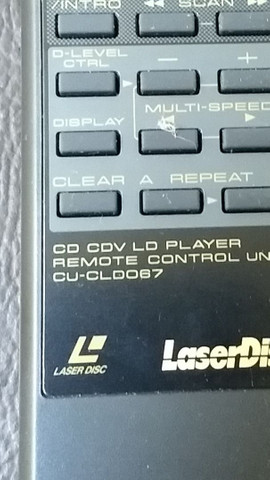 /INTRO ◀◀ SCAN ▶▶
D-LEVEL
CTRL − +
MULTI-SPEED
DISPLAY ◀ ▶
CLEAR A REPEAT
CD CDV LD PLAYER
REMOTE CONTROL UN
CU-CLD067
LASER DISC
LaserDis